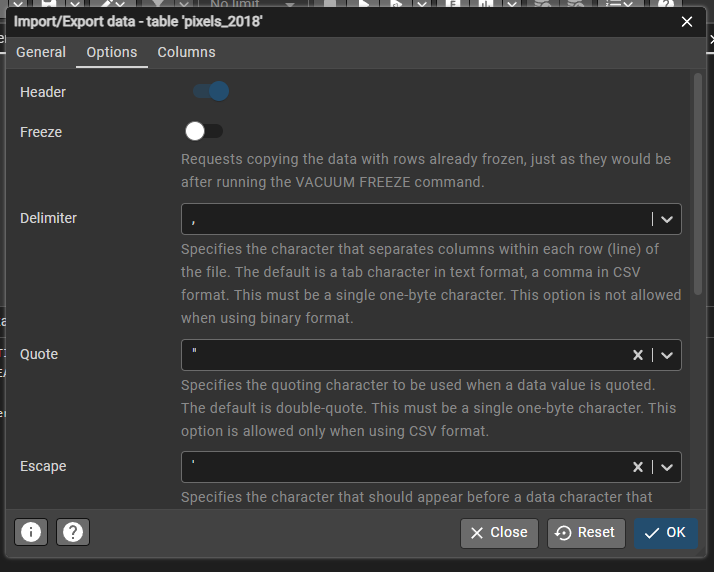 No limit
Import/Export data - table 'pixels_2018'
General Options Columns
Header
Freeze
Requests copying the data with rows already frozen, just as they would be
after running the VACUUM FREEZE command.
Delimiter
,
Specifies the character that separates columns within each row (line) of
the file. The default is a tab character in text format, a comma in CSV
format. This must be a single one-byte character. This option is not allowed
when using binary format.
Quote
"
Specifies the quoting character to be used when a data value is quoted.
The default is double-quote. This must be a single one-byte character. This
option is allowed only when using CSV format.
Escape
'
Specifies the character that should appear before a data character that
Close Reset OK